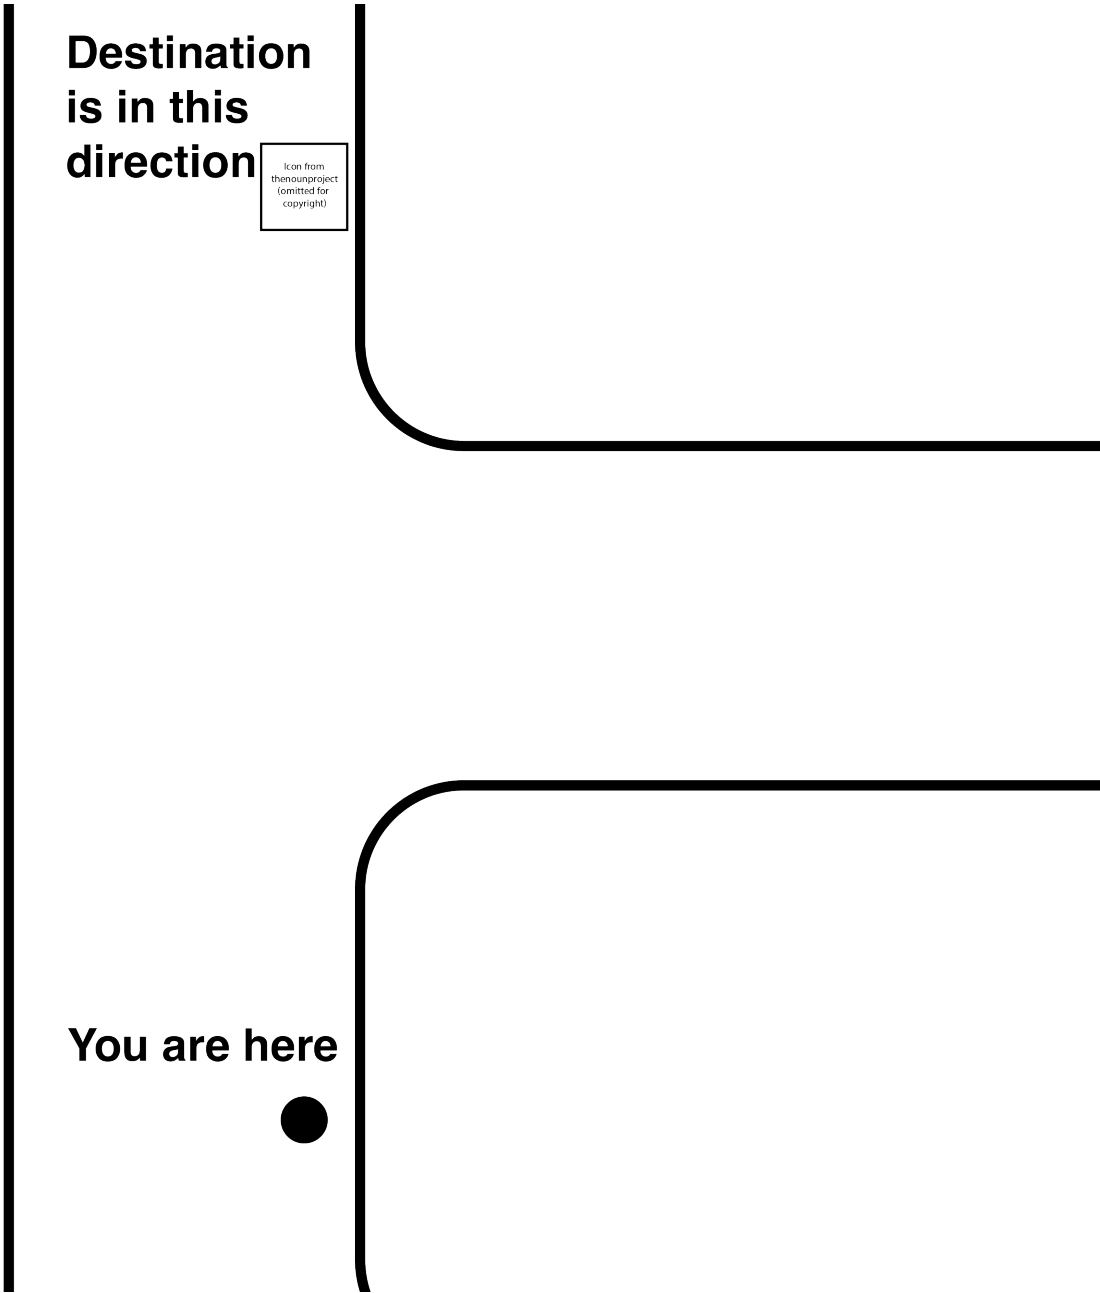 Destination
is in this
direction
Icon from
thenounproject
(omitted for
copyright)
You are here